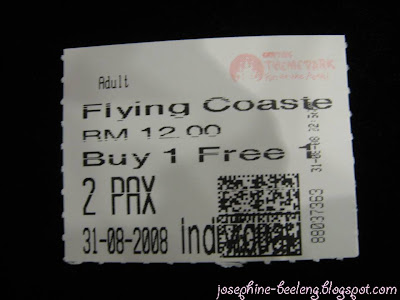 THEMEPARK
Adult
Flying Coaste
RM 12.00
Buy 1 Free 1
2 PAX
31-08-2008
88037363
josephine-beeleng.blogspot.com